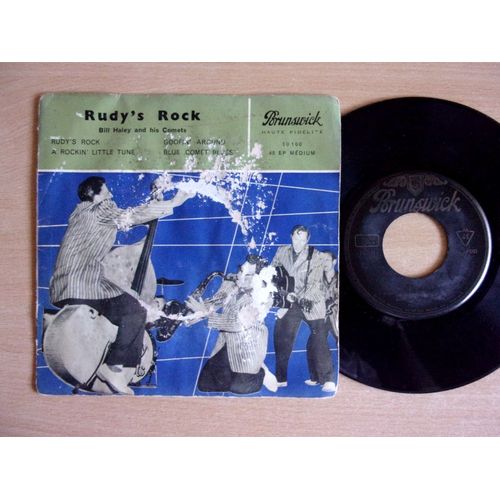 Rudy's Rock
Bill Haley and his Comets
Brunswick
HAUTE FIDELITE
RUDY'S ROCK
GOOFIN' AROUND
10 100
A ROCKIN' LITTLE TUNE
BLUE COMET BLUES
45 EP MÉDIUM
Brunswick